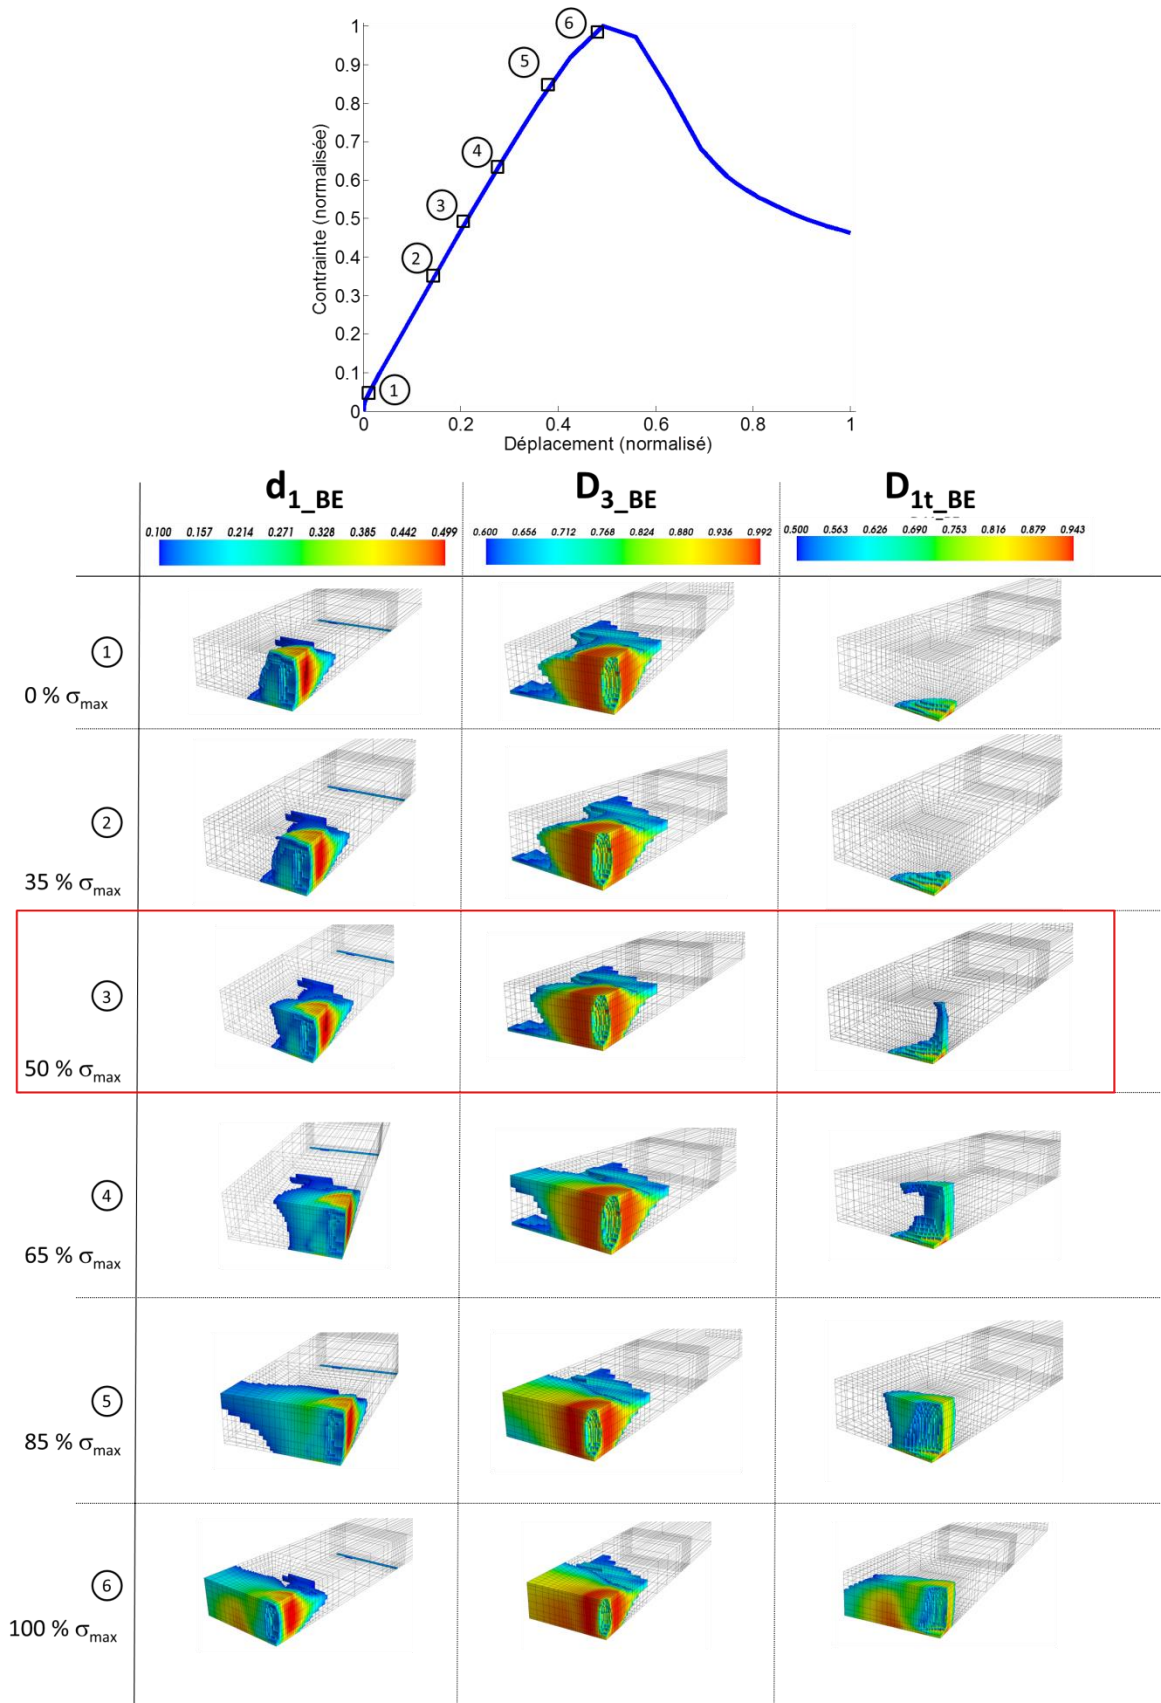 1
0.9
0.8
0.7
0.6
0.5
0.4
0.3
0.2
0.1
0
Contrainte (normalisée)
6
5
4
3
2
1
0 0.2 0.4 0.6 0.8 1
Déplacement (normalisé)
d1_BE D3_BE D1t_BE
0.100 0.157 0.214 0.271 0.328 0.385 0.442 0.499
0.600 0.656 0.712 0.768 0.824 0.880 0.936 0.992
0.500 0.563 0.626 0.690 0.753 0.816 0.879 0.943
1
0 % σmax
2
35 % σmax
3
50 % σmax
4
65 % σmax
5
85 % σmax
6
100 % σmax